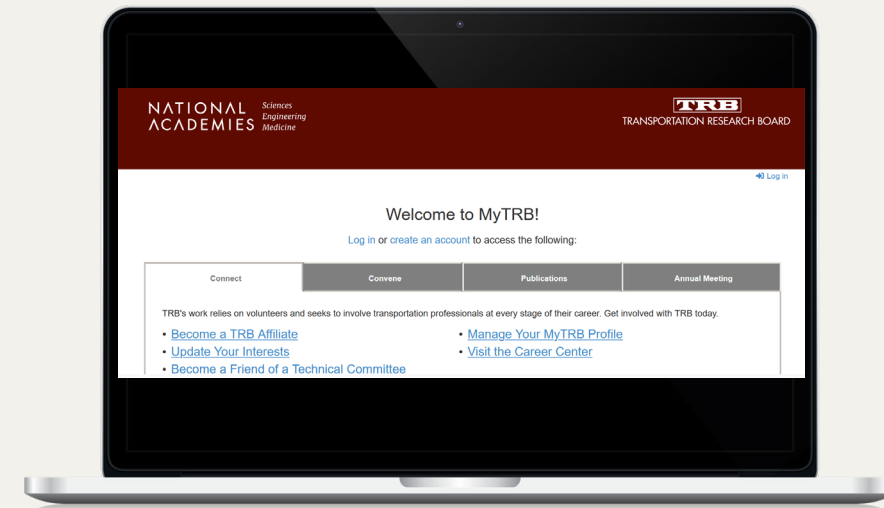 NATIONAL
ACADEMIES
Sciences
Engineering
Medicine
TRB
TRANSPORTATION RESEARCH BOARD
Log in
Welcome to MyTRB!
Log in or create an account to access the following:
Connect
Convene
Publications
Annual Meeting
TRB's work relies on volunteers and seeks to involve transportation professionals at every stage of their career. Get involved with TRB today.
• Become a TRB Affiliate
• Update Your Interests
• Become a Friend of a Technical Committee
• Manage Your MyTRB Profile
• Visit the Career Center